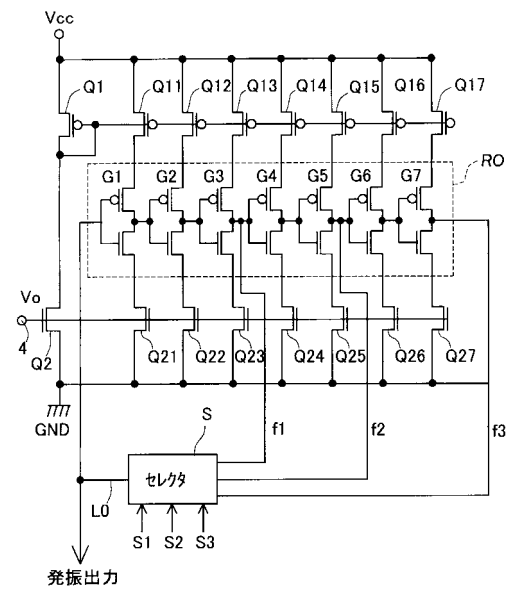 Vcc
Q1 Q11 Q12 Q13 Q14 Q15 Q16 Q17
RO
G1 G2 G3 G4 G5 G6 G7
Vo
4
Q2 Q21 Q22 Q23 Q24 Q25 Q26 Q27
GND
S f1 f2 f3
セレクタ
L0
S1 S2 S3
発振出力